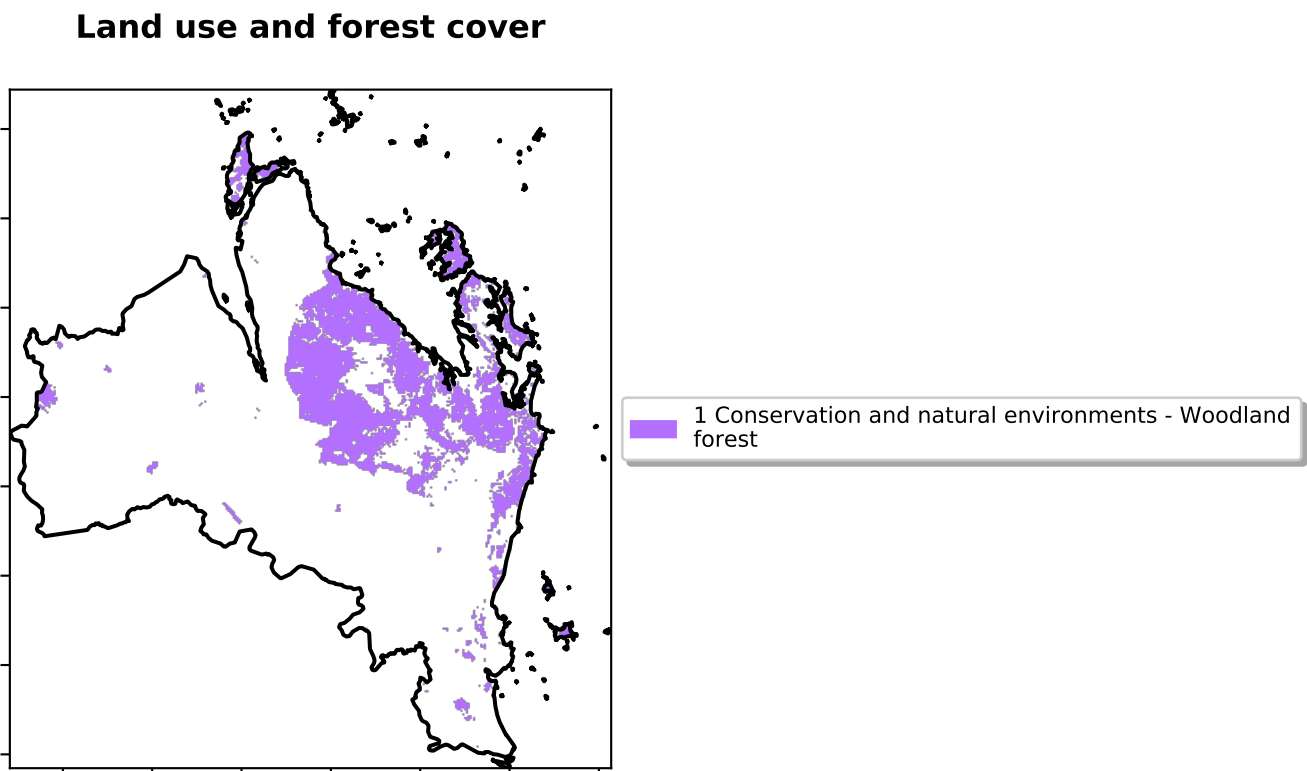 Land use and forest cover
1 Conservation and natural environments - Woodland
forest